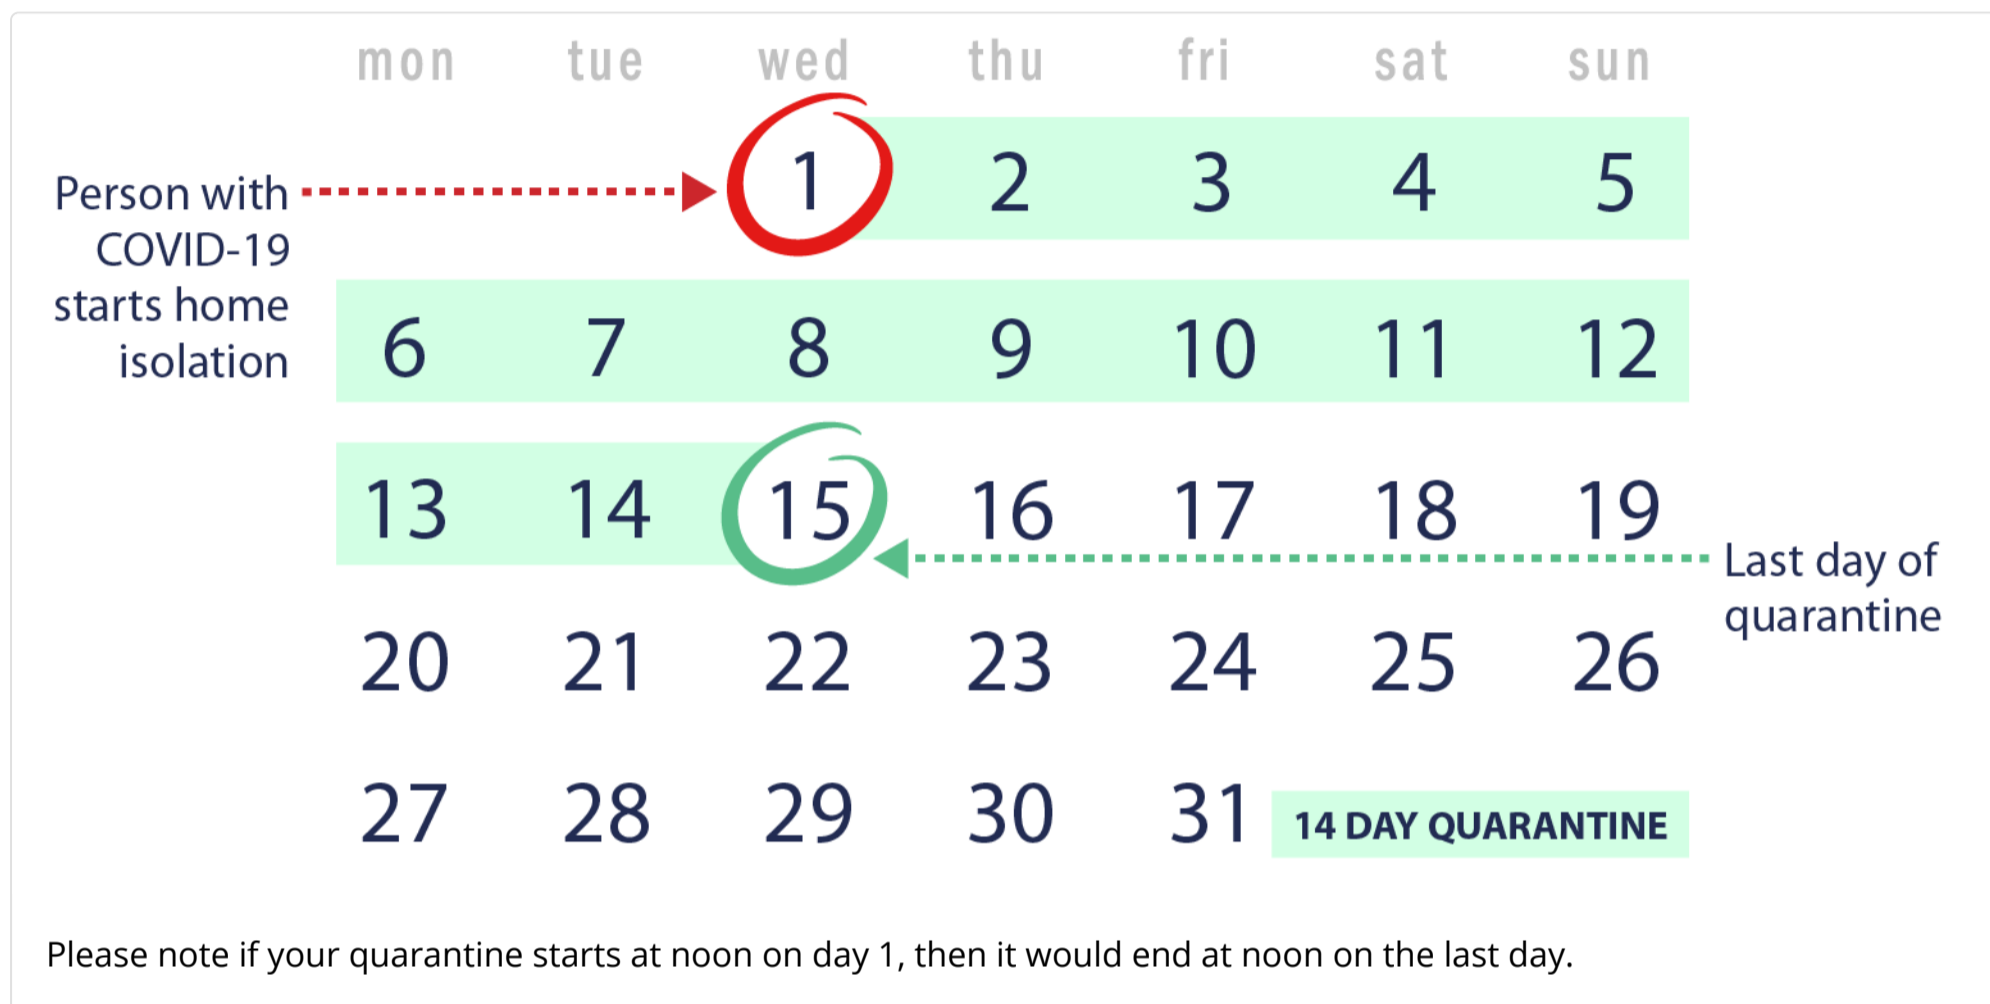 mon tue wed thu fri sat sun
1 2 3 4 5
Person with
COVID-19
starts home
isolation
6 7 8 9 10 11 12
13 14 15 16 17 18 19
Last day of
quarantine
20 21 22 23 24 25 26
27 28 29 30 31
14 DAY QUARANTINE
Please note if your quarantine starts at noon on day 1, then it would end at noon on the last day.